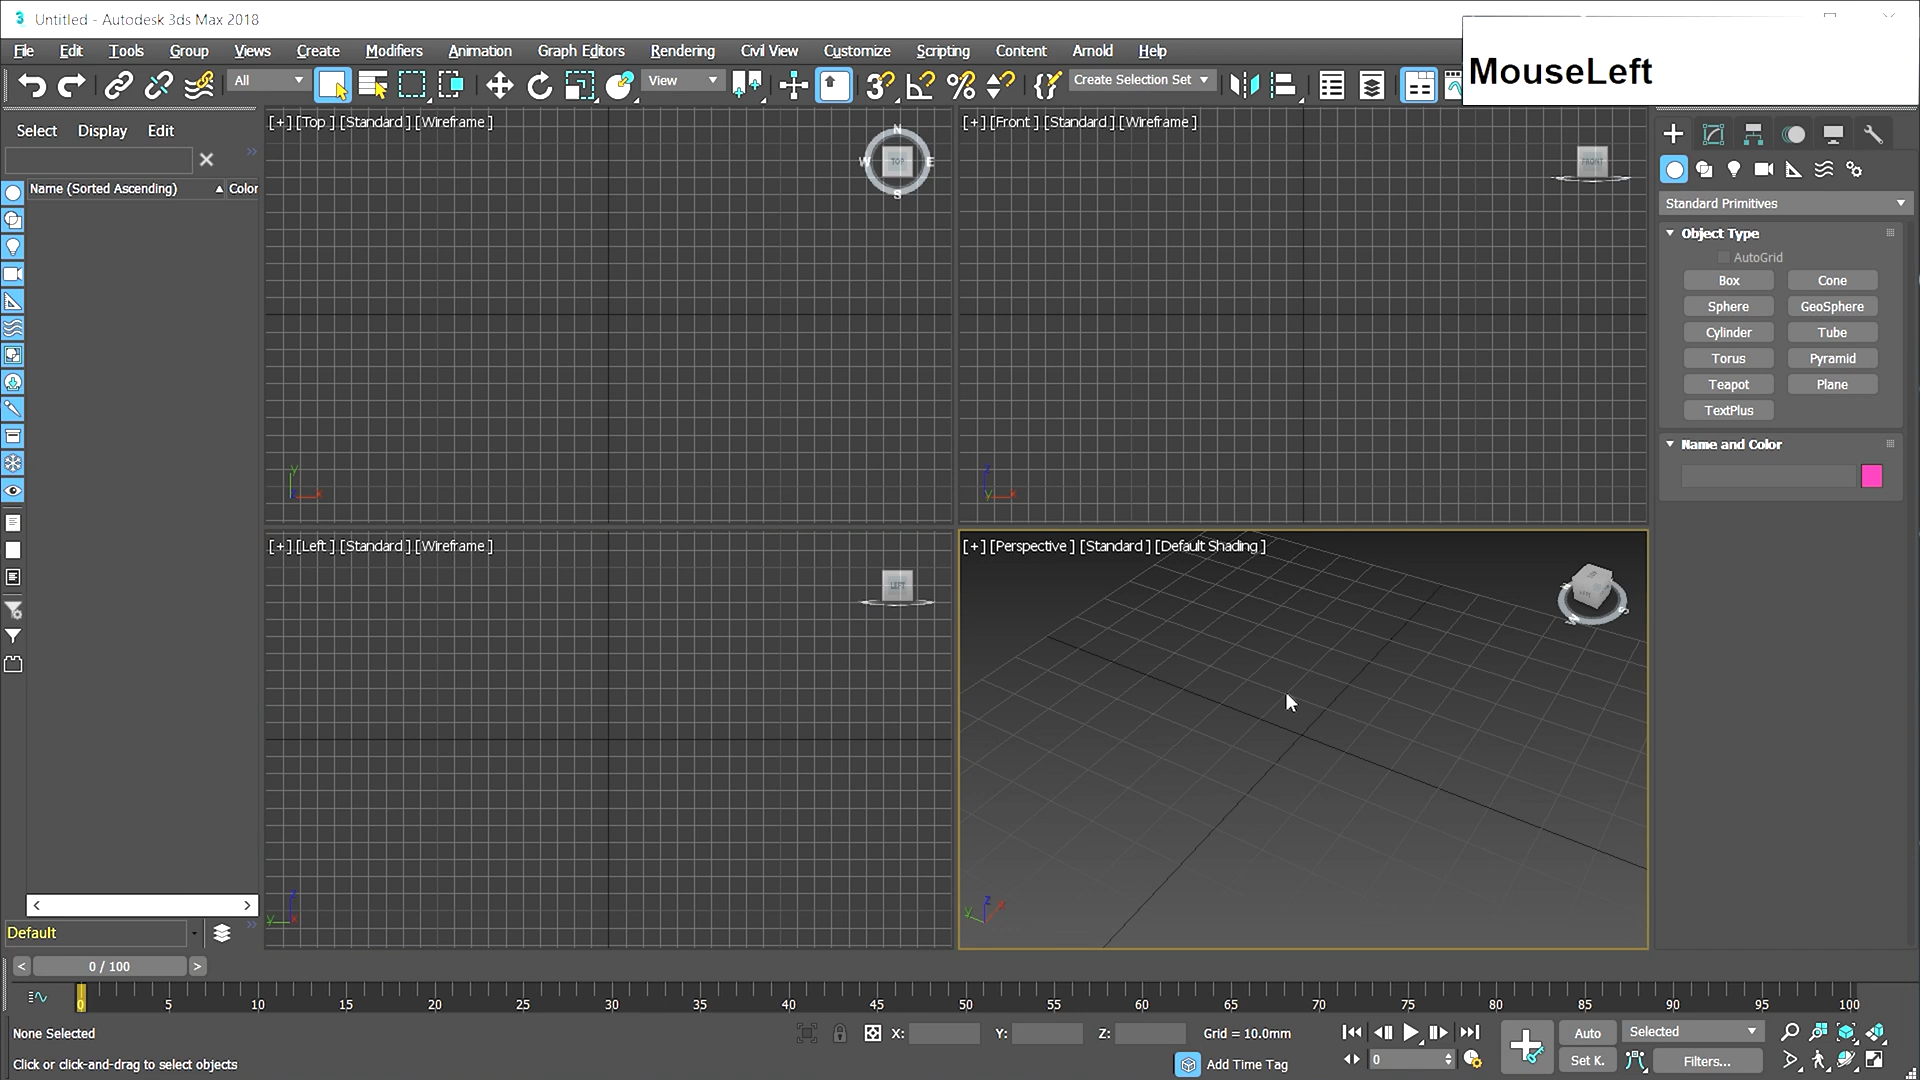 Untitled - Autodesk 3ds Max 2018
MouseLeft
File Edit Tools Group Views Create Modifiers Animation Graph Editors Rendering Civil View Customize Scripting Content Arnold Help
All View Create Selection Set
Select Display Edit
Name (Sorted Ascending) Color
[+] [Top] [Standard] [Wireframe]
N
W TOP E
S
y
x
[+] [Front] [Standard] [Wireframe]
FRONT
z
y x
[+] [Left] [Standard] [Wireframe]
LEFT
z
y x
[+] [Perspective] [Standard] [Default Shading]
z
y x
Standard Primitives
Object Type
AutoGrid
Box Cone
Sphere GeoSphere
Cylinder Tube
Torus Pyramid
Teapot Plane
TextPlus
Name and Color
Default
< 0 / 100 >
0 5 10 15 20 25 30 35 40 45 50 55 60 65 70 75 80 85 90 95 100
None Selected X: Y: Z: Grid = 10.0mm Auto Selected
Click or click-and-drag to select objects Add Time Tag 0 Set K. Filters...